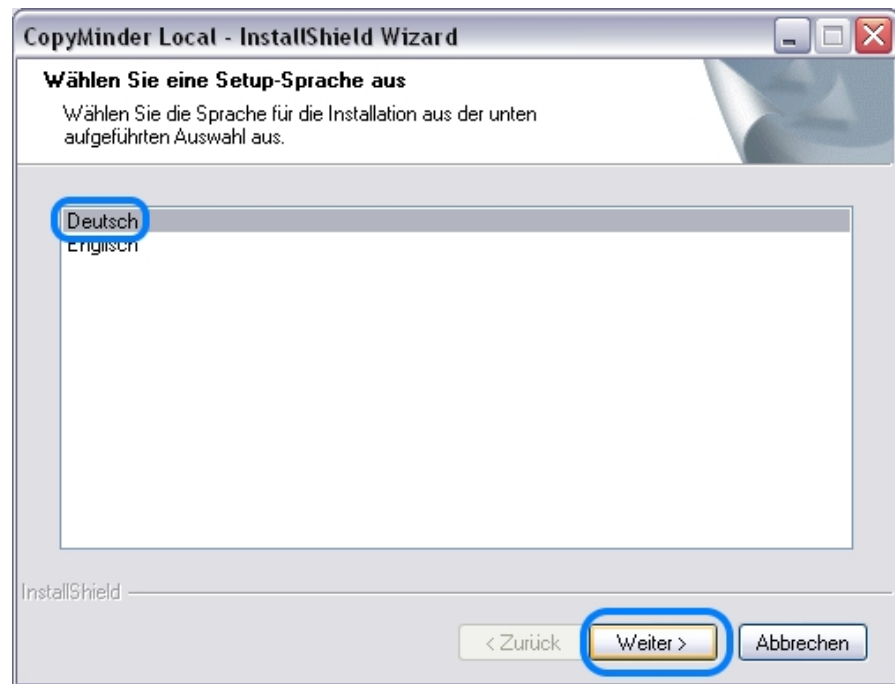 CopyMinder Local - InstallShield Wizard
Wählen Sie eine Setup-Sprache aus
Wählen Sie die Sprache für die Installation aus der unten
aufgeführten Auswahl aus.
Deutsch
Englisch
InstallShield
< Zurück Weiter > Abbrechen